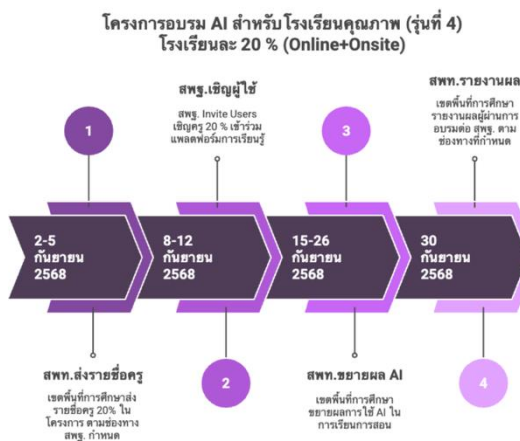 โครงการอบรม AI สำหรับโรงเรียนคุณภาพ (รุ่นที่ 4)
โรงเรียนละ 20 % (Online+Onsite)
1
2-5
กันยายน
2568
สพท.ส่งรายชื่อครู
เขตพื้นที่การศึกษาส่ง
รายชื่อครู 20% ใน
โครงการ ตามช่องทาง
สพฐ. กำหนด
สพฐ.เชิญผู้ใช้
สพฐ. Invite Users
เชิญครู 20 % เข้าร่วม
แพลตฟอร์มการเรียนรู้
8-12
กันยายน
2568
2
3
15-26
กันยายน
2568
สพท.ขยายผล AI
เขตพื้นที่การศึกษา
ขยายผลการใช้ AI ใน
การเรียนการสอน
สพท.รายงานผล
เขตพื้นที่การศึกษา
รายงานผลผู้ผ่านการ
อบรมต่อ สพฐ. ตาม
ช่องทางที่กำหนด
30
กันยายน
2568
4